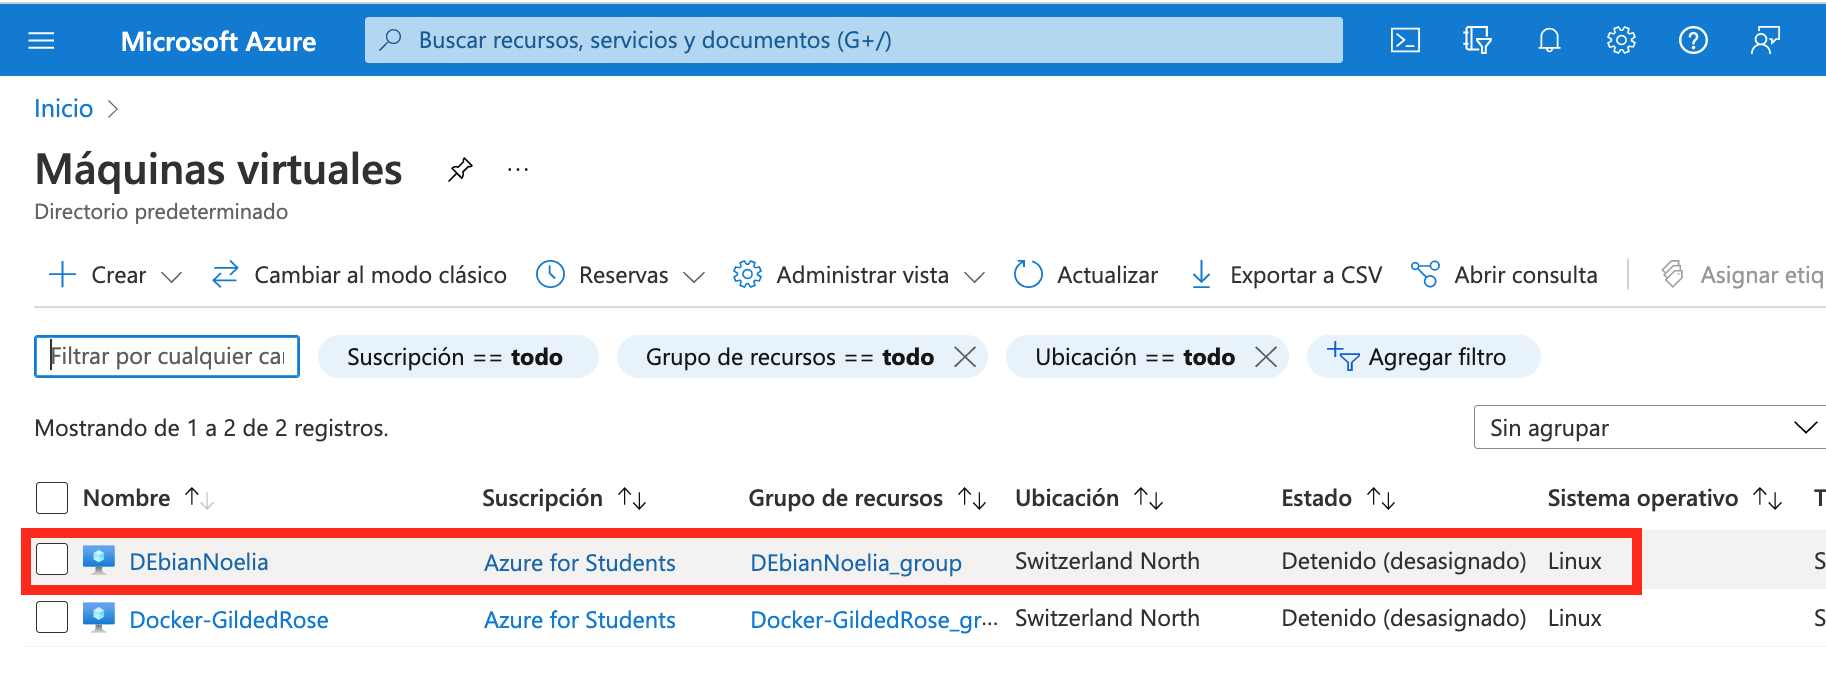 Microsoft Azure
Buscar recursos, servicios y documentos (G+/)
Inicio
Máquinas virtuales
...
Directorio predeterminado
Crear Cambiar al modo clásico Reservas Administrar vista Actualizar Exportar a CSV Abrir consulta Asignar etiq
Filtrar por cualquier ca Suscripción == todo Grupo de recursos == todo Ubicación == todo Agregar filtro
Mostrando de 1 a 2 de 2 registros.
Sin agrupar
Nombre Suscripción Grupo de recursos Ubicación Estado Sistema operativo T
DEbianNoelia Azure for Students DEbianNoelia_group Switzerland North Detenido (desasignado) Linux S
Docker-GildedRose Azure for Students Docker-GildedRose_gr... Switzerland North Detenido (desasignado) Linux S